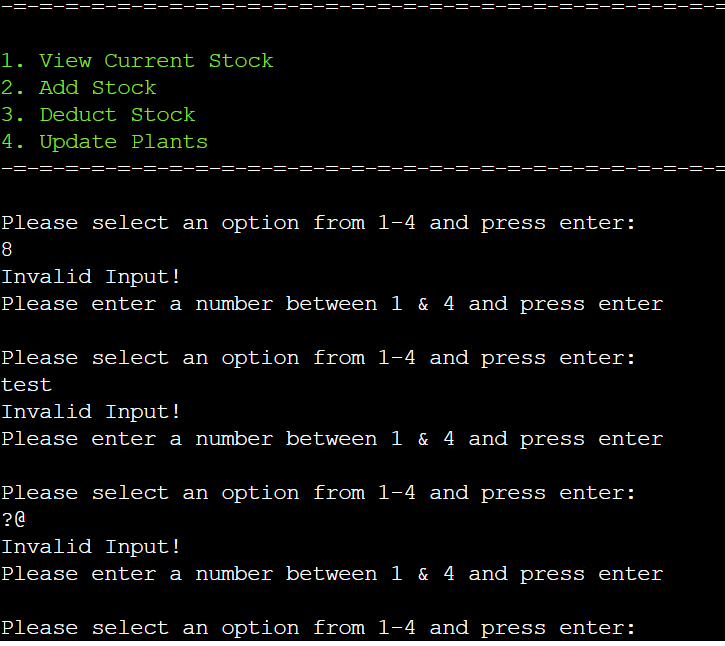 -=-=-=-=-=-=-=-=-=-=-=-=-=-=-=-=-=-=-=-=-=-=-=-=-=-=-=-=
1. View Current Stock
2. Add Stock
3. Deduct Stock
4. Update Plants
-=-=-=-=-=-=-=-=-=-=-=-=-=-=-=-=-=-=-=-=-=-=-=-=-=-=-=-=
Please select an option from 1-4 and press enter:
8
Invalid Input!
Please enter a number between 1 & 4 and press enter
Please select an option from 1-4 and press enter:
test
Invalid Input!
Please enter a number between 1 & 4 and press enter
Please select an option from 1-4 and press enter:
?@
Invalid Input!
Please enter a number between 1 & 4 and press enter
Please select an option from 1-4 and press enter: